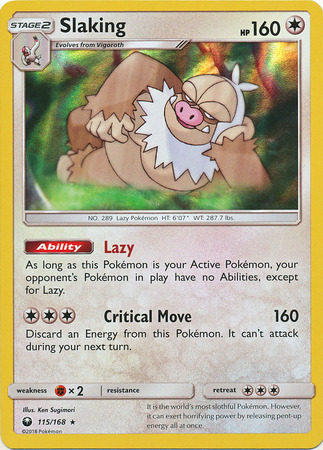 STAGE2 Slaking HP 160
Evolves from Vigoroth
NO. 289 Lazy Pokémon HT: 6'07" WT: 287.7 lbs.
Ability Lazy
As long as this Pokémon is your Active Pokémon, your
opponent's Pokémon in play have no Abilities, except
for Lazy.
Critical Move 160
Discard an Energy from this Pokémon. It can't attack
during your next turn.
weakness ×2 resistance retreat
Illus. Ken Sugimori
115/168 ★
©2018 Pokémon
It is the world's most slothful Pokémon. However,
it can exert horrifying power by releasing pent-up
energy all at once.